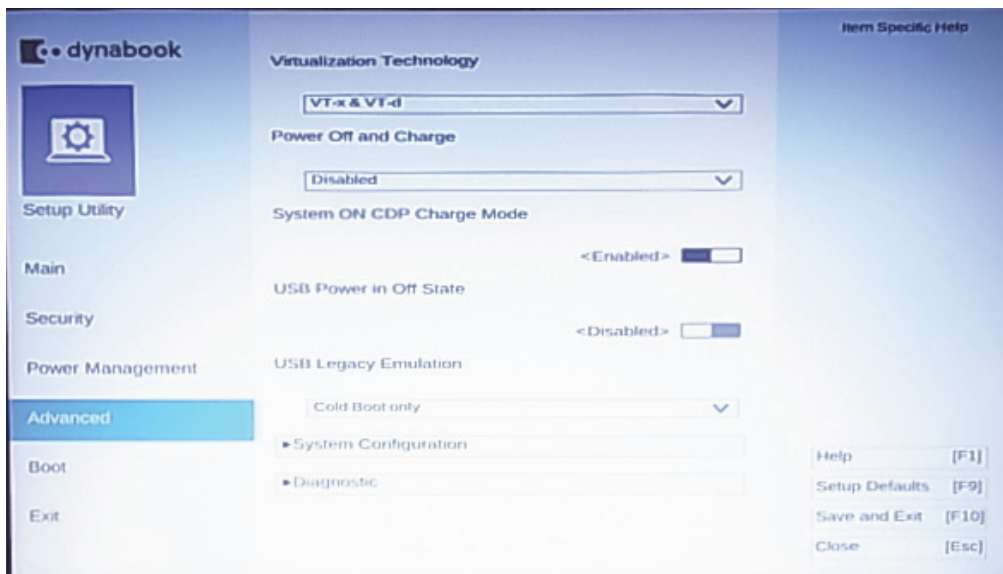 Item Specific Help
dynabook
Setup Utility
Main
Security
Power Management
Advanced
Boot
Exit
Virtualization Technology
VT-x & VT-d
Power Off and Charge
Disabled
System ON CDP Charge Mode
<Enabled>
USB Power in Off State
<Disabled>
USB Legacy Emulation
Cold Boot only
▸System Configuration
▸Diagnostic
Help [F1]
Setup Defaults [F9]
Save and Exit [F10]
Close [Esc]